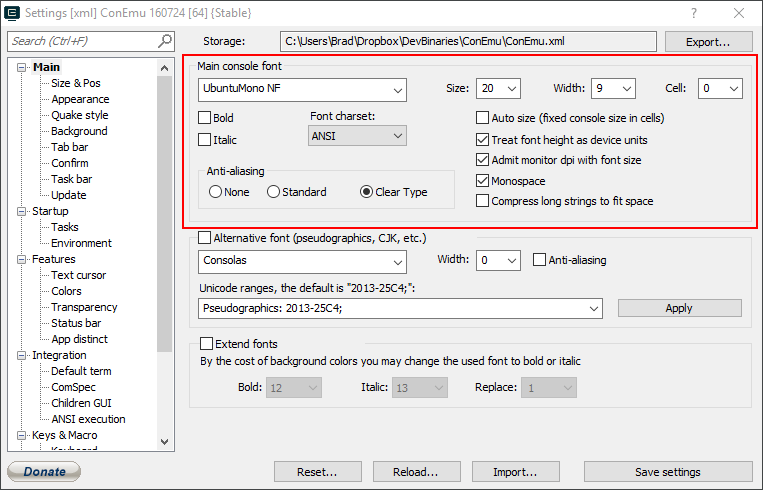 Settings [xml] ConEmu 160724 [64] {Stable}
Search (Ctrl+F)
Storage: C:\Users\Brad\Dropbox\DevBinaries\ConEmu\ConEmu.xml Export...
Main
Size & Pos
Appearance
Quake style
Background
Tab bar
Confirm
Task bar
Update
Startup
Tasks
Environment
Features
Text cursor
Colors
Transparency
Status bar
App distinct
Integration
Default term
ComSpec
Children GUI
ANSI execution
Keys & Macro
Main console font
UbuntuMono NF Size: 20 Width: 9 Cell: 0
Bold Font charset: Auto size (fixed console size in cells)
Italic ANSI Treat font height as device units
Admit monitor dpi with font size
Anti-aliasing Monospace
None Standard Clear Type Compress long strings to fit space
Alternative font (pseudographics, CJK, etc.)
Consolas Width: 0 Anti-aliasing
Unicode ranges, the default is "2013-25C4;":
Pseudographics: 2013-25C4; Apply
Extend fonts
By the cost of background colors you may change the used font to bold or italic
Bold: 12 Italic: 13 Replace: 1
Donate Reset... Reload... Import... Save settings